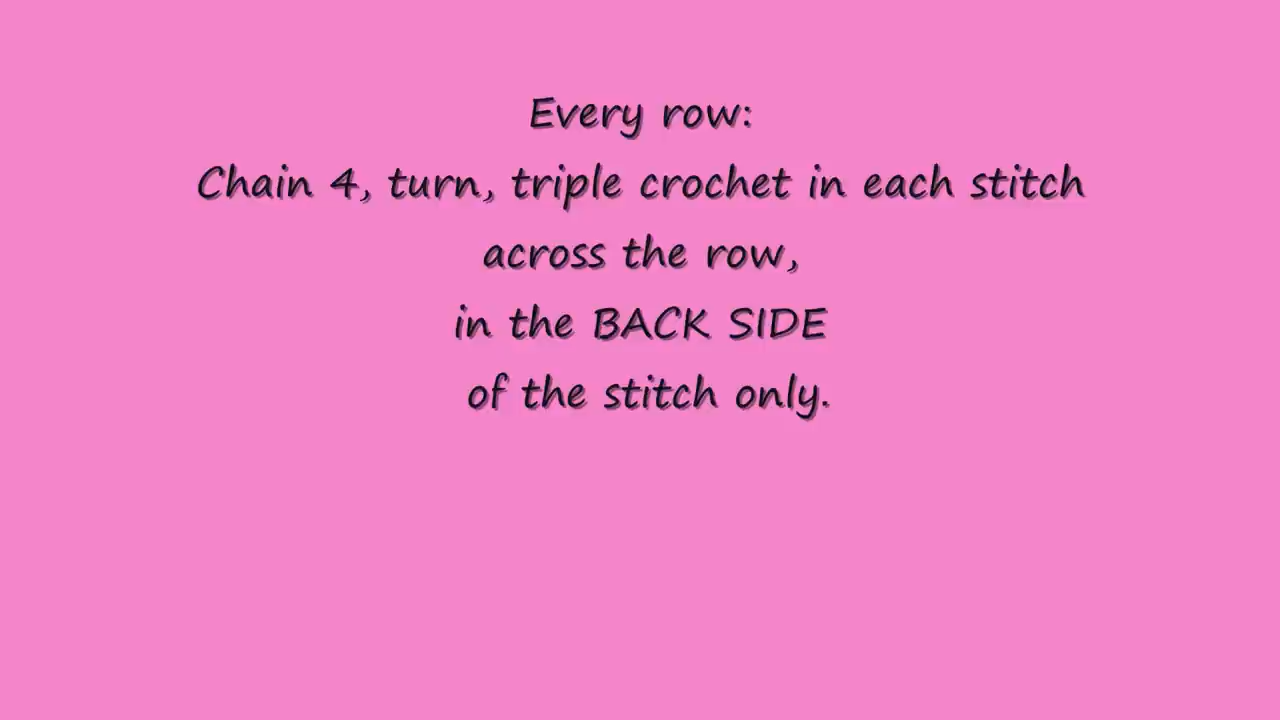 Every row:
Chain 4, turn, triple crochet in each stitch
across the row,
in the BACK SIDE
of the stitch only.